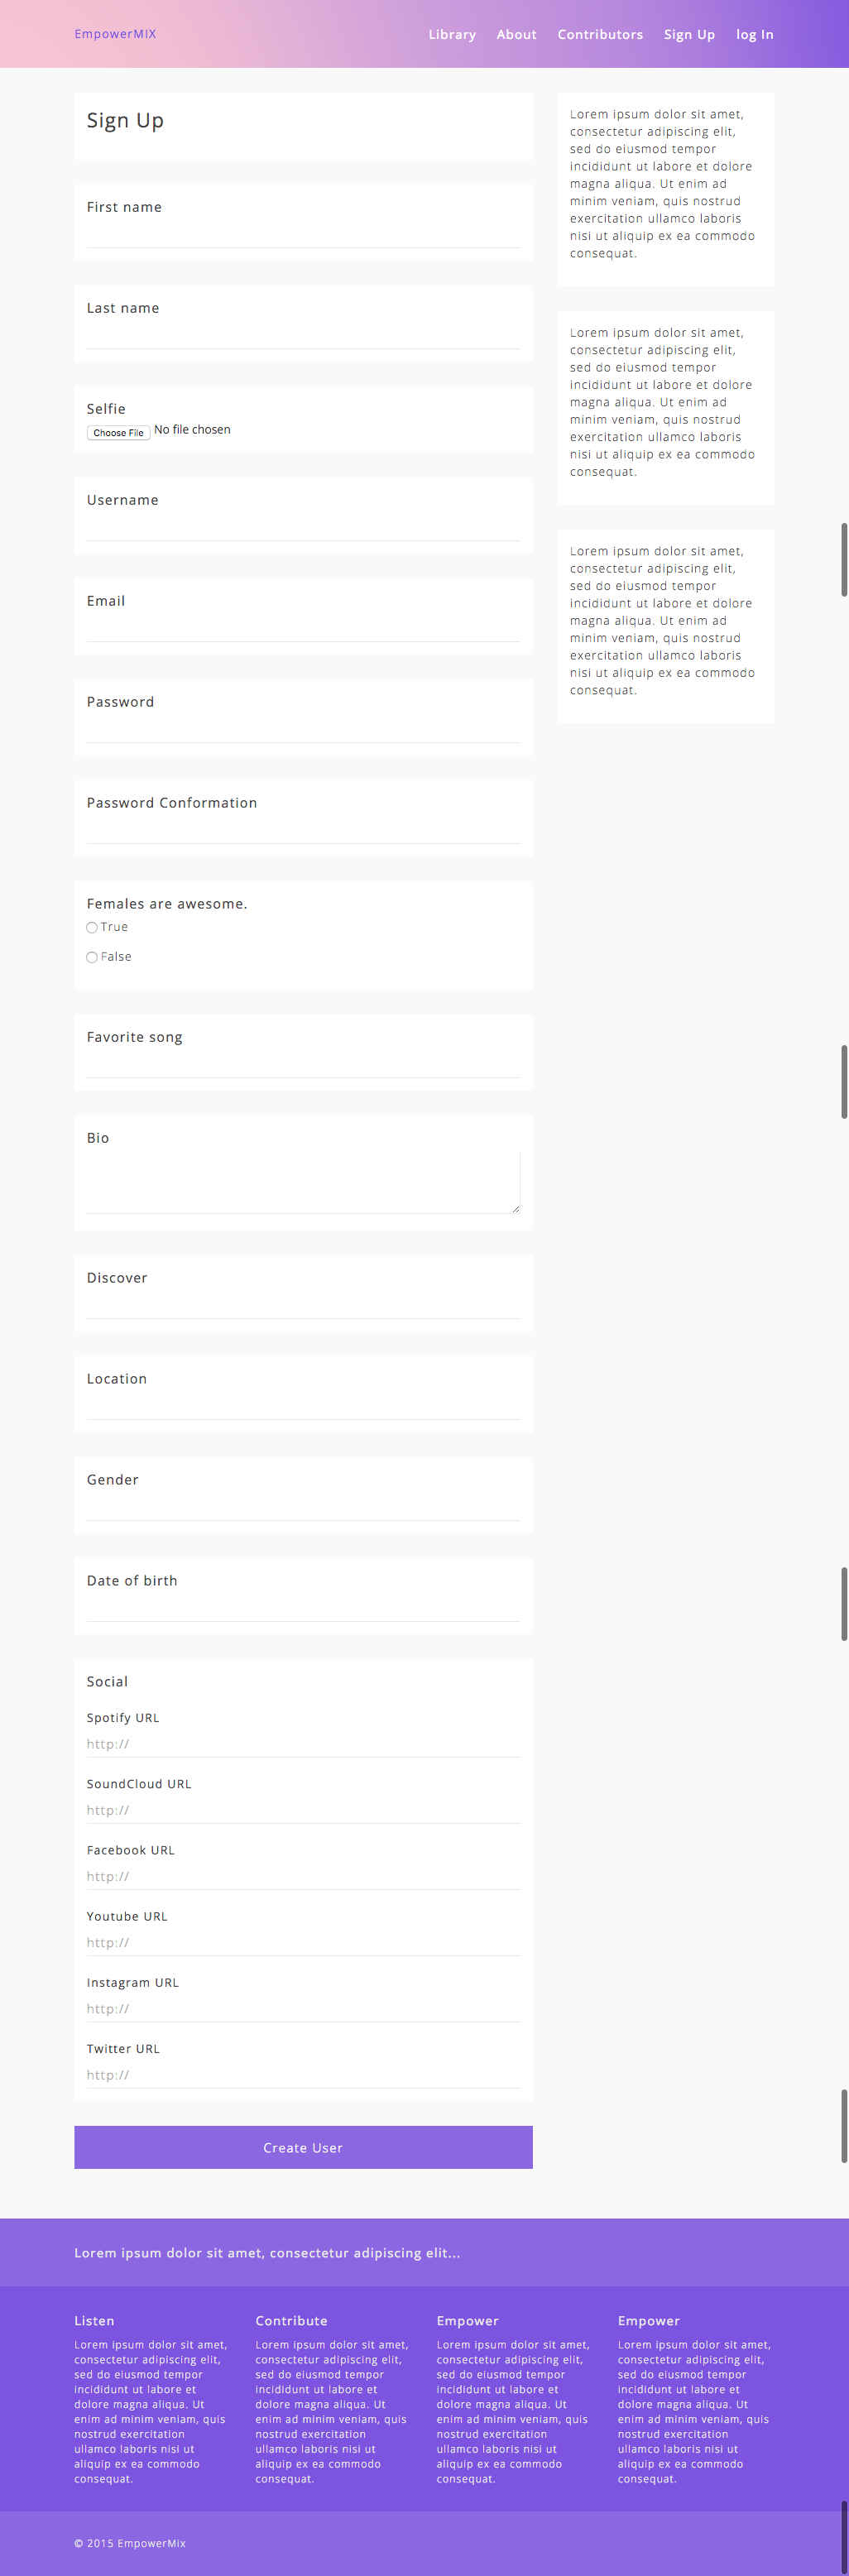 EmpowerMIX
Library About Contributors Sign Up log In
Sign Up
First name
Last name
Selfie
Choose File No file chosen
Username
Email
Password
Password Conformation
Females are awesome.
True
False
Favorite song
Bio
Discover
Location
Gender
Date of birth
Social
Spotify URL
http://
SoundCloud URL
http://
Facebook URL
http://
Youtube URL
http://
Instagram URL
http://
Twitter URL
http://
Create User
Lorem ipsum dolor sit amet,
consectetur adipiscing elit,
sed do eiusmod tempor
incididunt ut labore et dolore
magna aliqua. Ut enim ad
minim veniam, quis nostrud
exercitation ullamco laboris
nisi ut aliquip ex ea commodo
consequat.
Lorem ipsum dolor sit amet,
consectetur adipiscing elit,
sed do eiusmod tempor
incididunt ut labore et dolore
magna aliqua. Ut enim ad
minim veniam, quis nostrud
exercitation ullamco laboris
nisi ut aliquip ex ea commodo
consequat.
Lorem ipsum dolor sit amet,
consectetur adipiscing elit,
sed do eiusmod tempor
incididunt ut labore et dolore
magna aliqua. Ut enim ad
minim veniam, quis nostrud
exercitation ullamco laboris
nisi ut aliquip ex ea commodo
consequat.
Lorem ipsum dolor sit amet, consectetur adipiscing elit...
Listen
Lorem ipsum dolor sit amet,
consectetur adipiscing elit,
sed do eiusmod tempor
incididunt ut labore et
dolore magna aliqua. Ut
enim ad minim veniam, quis
nostrud exercitation
ullamco laboris nisi ut
aliquip ex ea commodo
consequat.
Contribute
Lorem ipsum dolor sit amet,
consectetur adipiscing elit,
sed do eiusmod tempor
incididunt ut labore et
dolore magna aliqua. Ut
enim ad minim veniam, quis
nostrud exercitation
ullamco laboris nisi ut
aliquip ex ea commodo
consequat.
Empower
Lorem ipsum dolor sit amet,
consectetur adipiscing elit,
sed do eiusmod tempor
incididunt ut labore et
dolore magna aliqua. Ut
enim ad minim veniam, quis
nostrud exercitation
ullamco laboris nisi ut
aliquip ex ea commodo
consequat.
Empower
Lorem ipsum dolor sit amet,
consectetur adipiscing elit,
sed do eiusmod tempor
incididunt ut labore et
dolore magna aliqua. Ut
enim ad minim veniam, quis
nostrud exercitation
ullamco laboris nisi ut
aliquip ex ea commodo
consequat.
© 2015 EmpowerMix